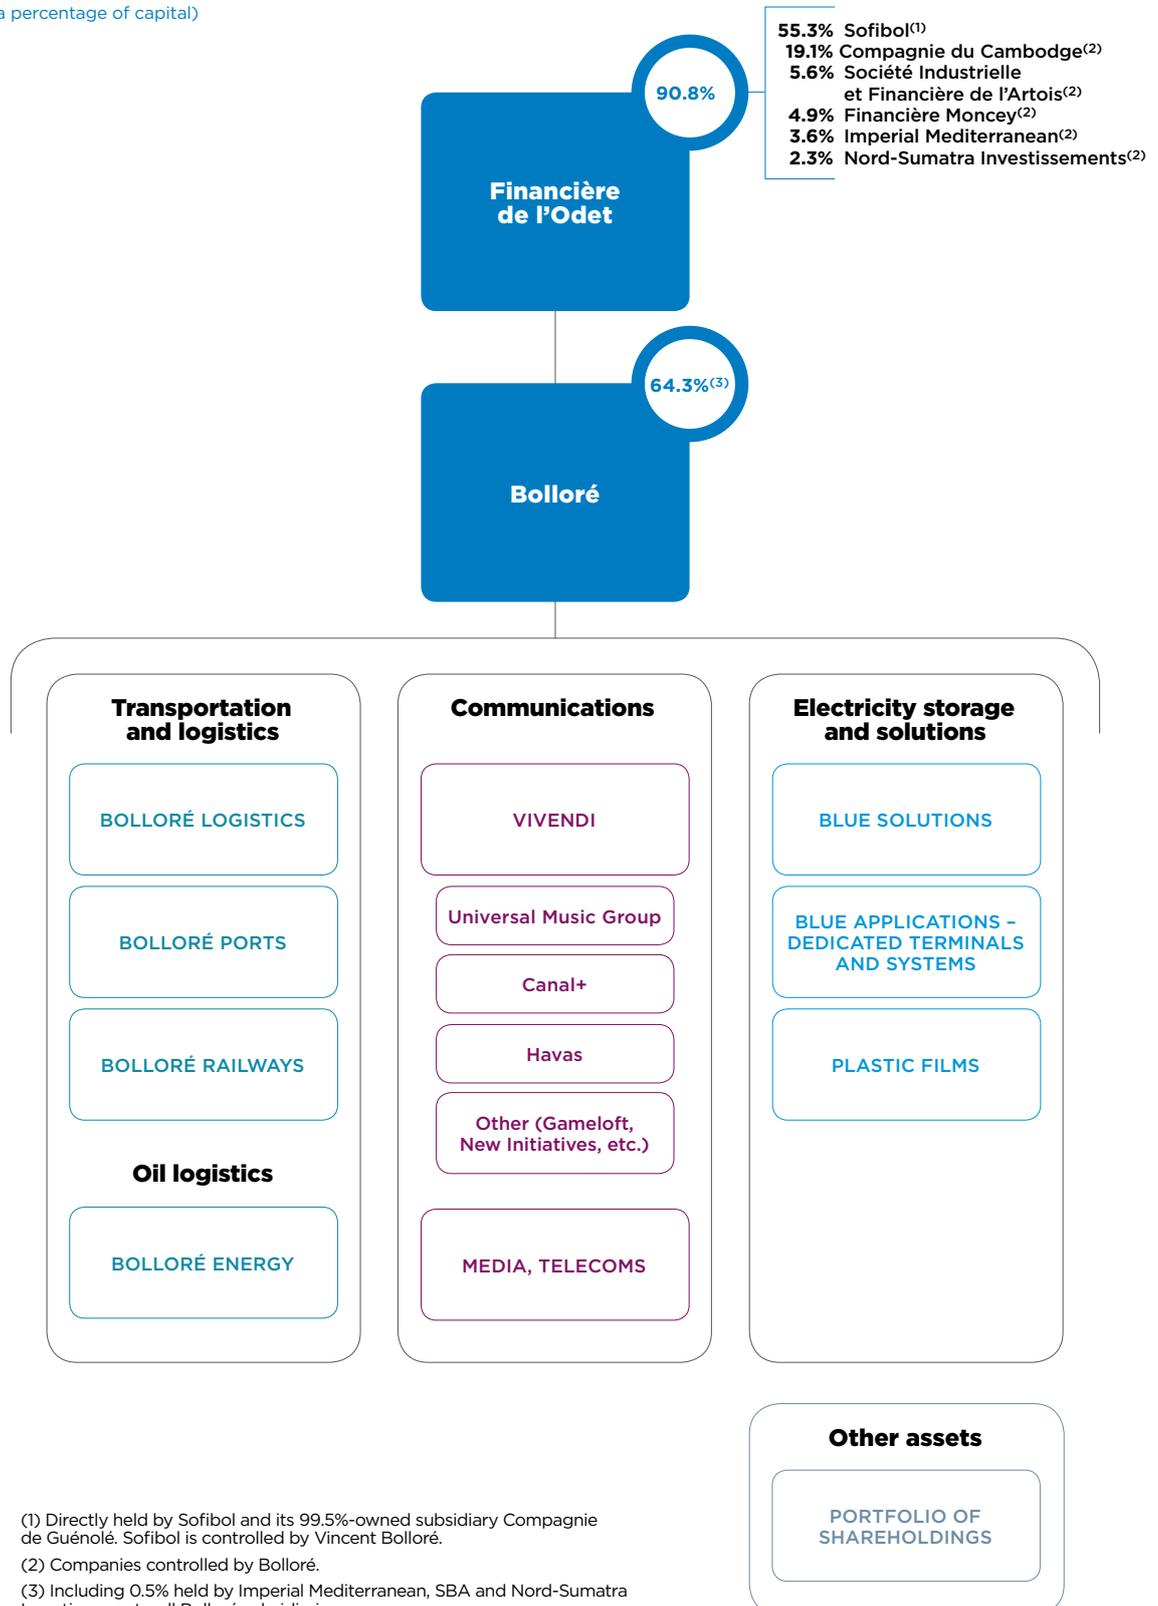 a percentage of capital)
55.3% Sofibol(1)
19.1% Compagnie du Cambodge(2)
5.6% Société Industrielle
et Financière de l’Artois(2)
4.9% Financière Moncey(2)
3.6% Imperial Mediterranean(2)
2.3% Nord-Sumatra Investissements(2)
90.8%
Financière
de l’Odet
64.3%(3)
Bolloré
Transportation
and logistics
BOLLORÉ LOGISTICS
BOLLORÉ PORTS
BOLLORÉ RAILWAYS
Oil logistics
BOLLORÉ ENERGY
Communications
VIVENDI
Universal Music Group
Canal+
Havas
Other (Gameloft,
New Initiatives, etc.)
MEDIA, TELECOMS
Electricity storage
and solutions
BLUE SOLUTIONS
BLUE APPLICATIONS –
DEDICATED TERMINALS
AND SYSTEMS
PLASTIC FILMS
Other assets
PORTFOLIO OF
SHAREHOLDINGS
(1) Directly held by Sofibol and its 99.5%-owned subsidiary Compagnie
de Guénolé. Sofibol is controlled by Vincent Bolloré.
(2) Companies controlled by Bolloré.
(3) Including 0.5% held by Imperial Mediterranean, SBA and Nord-Sumatra